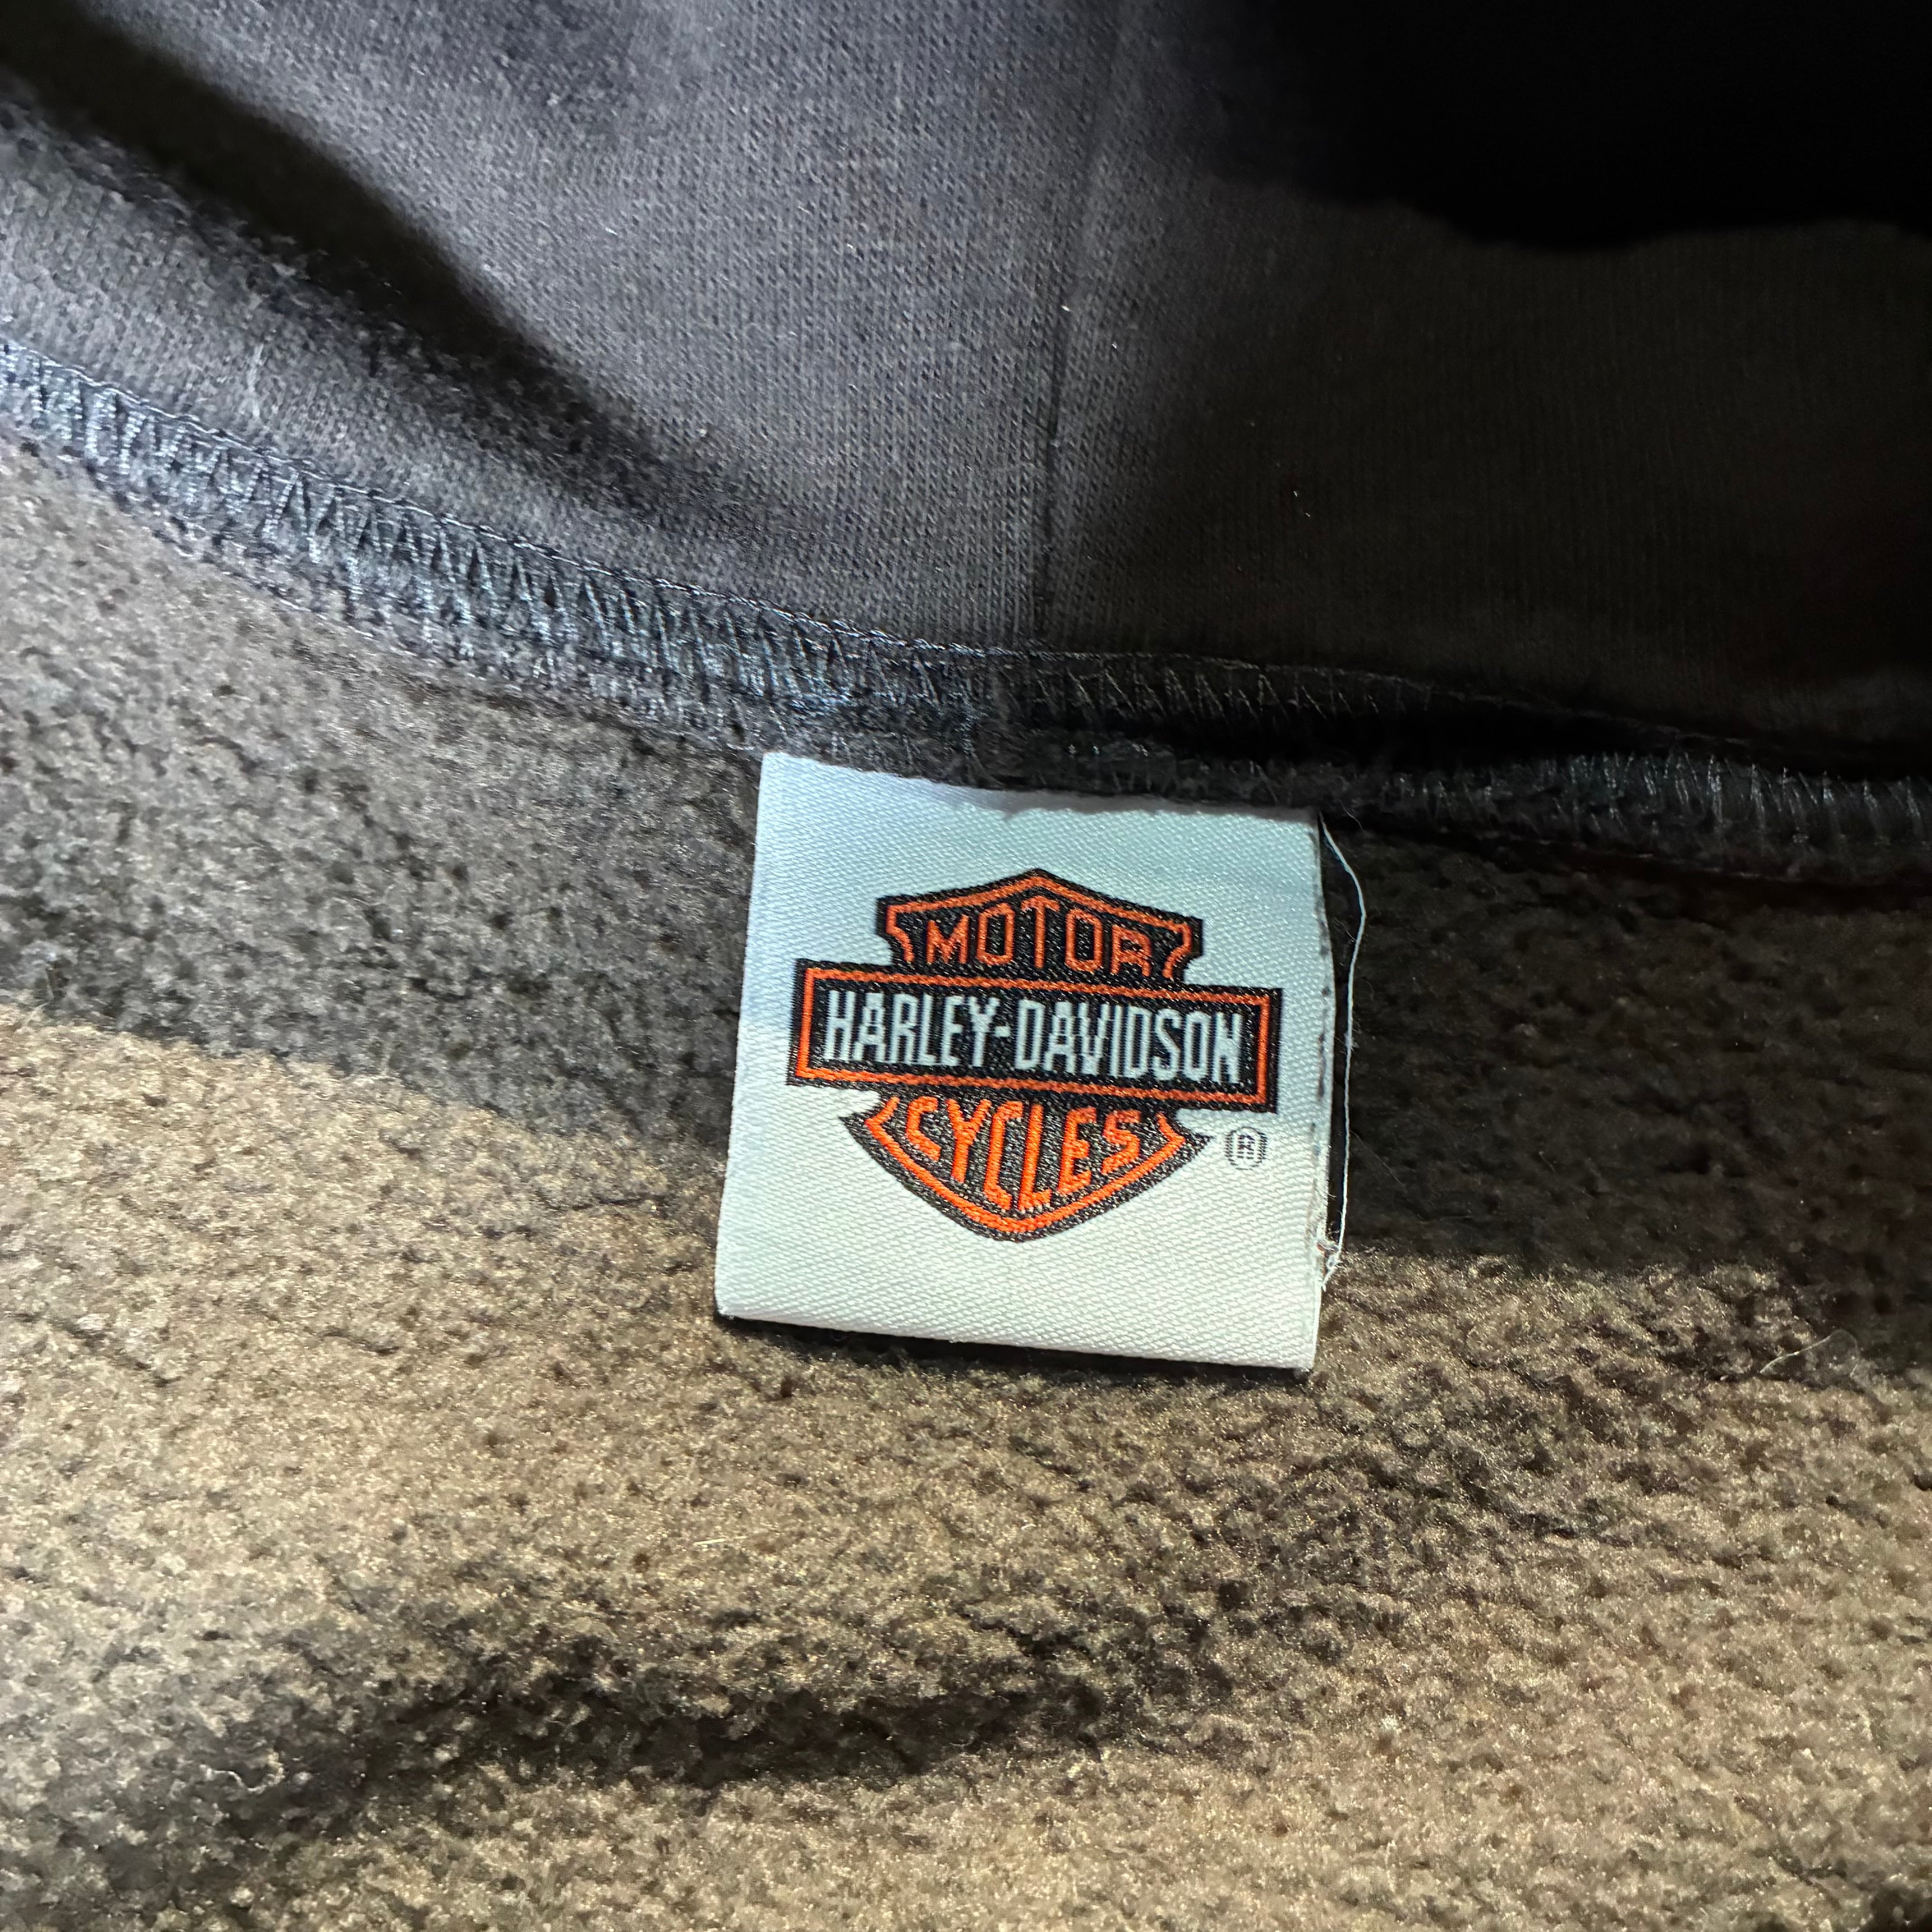 MOTOR
HARLEY-DAVIDSON
CYCLES
®